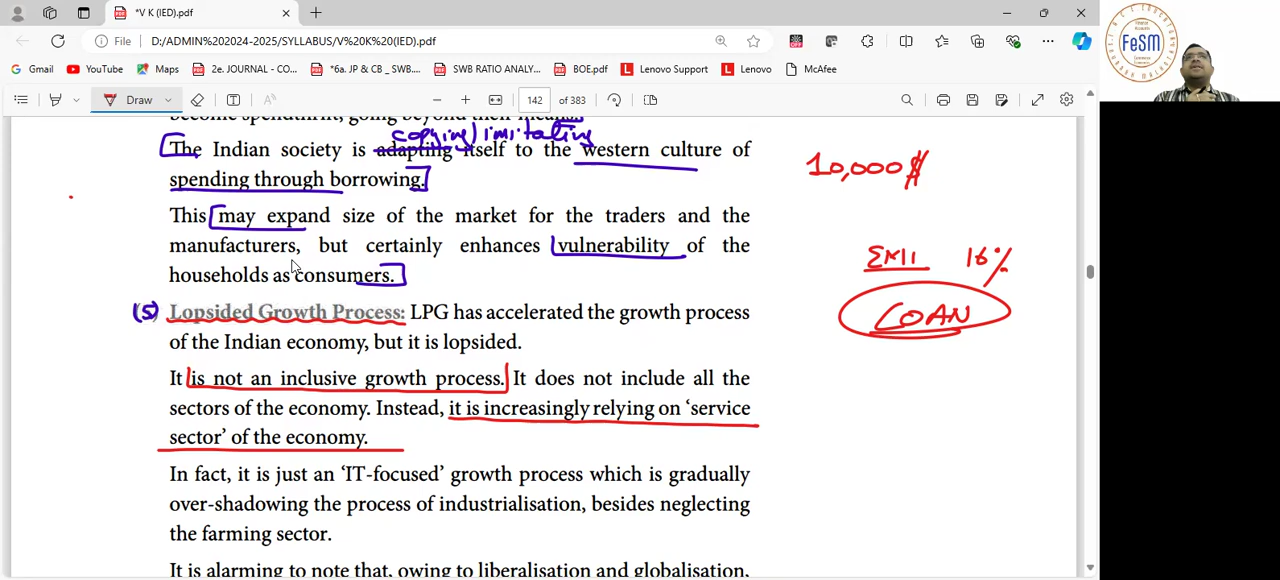 *V K (IED).pdf
File
D:/ADMIN%202024-2025/SYLLABUS/V%20K%20(IED).pdf
Gmail
YouTube
Maps
2e. JOURNAL - CO...
*6a. JP & CB _ SWB...
SWB RATIO ANALY...
BOE.pdf
Lenovo Support
Lenovo
McAfee
Draw
142 of 383
become spendthrift, going beyond their means.
copying/imitating
The Indian society is adapting itself to the western culture of
spending through borrowing.
This may expand size of the market for the traders and the
manufacturers, but certainly enhances vulnerability of the
households as consumers.
(5) Lopsided Growth Process: LPG has accelerated the growth process
of the Indian economy, but it is lopsided.
It is not an inclusive growth process. It does not include all the
sectors of the economy. Instead, it is increasingly relying on 'service
sector' of the economy.
In fact, it is just an 'IT-focused' growth process which is gradually
over-shadowing the process of industrialisation, besides neglecting
the farming sector.
It is alarming to note that, owing to liberalisation and globalisation,
10,000$
16%
LOAN
FeSM